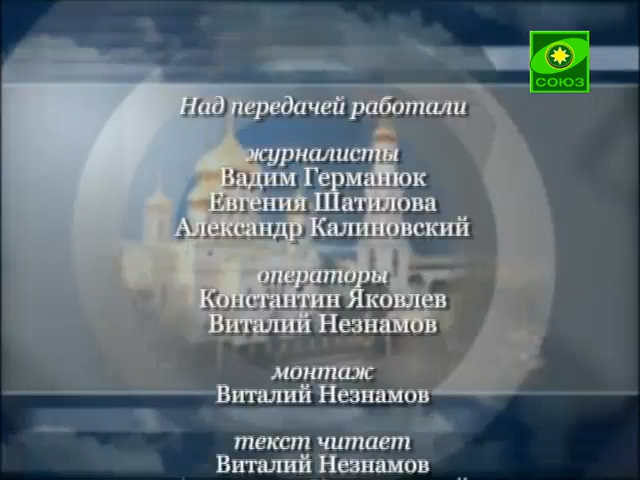 СОЮЗ
Над передачей работали
журналисты
Вадим Германюк
Евгения Шатилова
Александр Калиновский
операторы
Константин Яковлев
Виталий Незнамов
монтаж
Виталий Незнамов
текст читает
Виталий Незнамов